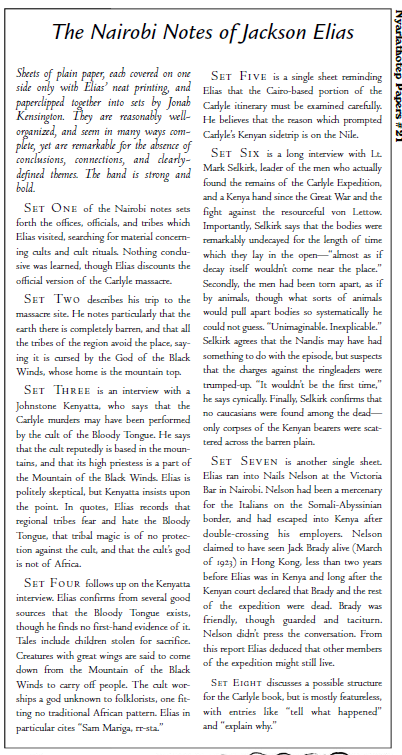 The Nairobi Notes of Jackson Elias
Sheets of plain paper, each covered on one
side only with Elias' neat printing, and
paperclipped together into sets by Jonah
Kensington. They are reasonably well-
organized, and seem in many ways com-
plete, yet are remarkable for the absence of
conclusions, connections, and clearly-
defined themes. The hand is strong and
bold.
SET ONE of the Nairobi notes sets
forth the offices, officials, and tribes which
Elias visited, searching for material concern-
ing cults and cult rituals. Nothing conclu-
sive was learned, though Elias discounts the
official version of the Carlyle massacre.
SET TWO describes his trip to the
massacre site. He notes particularly that the
earth there is completely barren, and that all
the tribes of the region avoid the place, say-
ing it is cursed by the God of the Black
Winds, whose home is the mountain top.
SET THREE is an interview with a
Johnstone Kenyatta, who says that the
Carlyle murders may have been performed
by the cult of the Bloody Tongue. He says
that the cult reputedly is based in the moun-
tains, and that its high priestess is a part of
the Mountain of the Black Winds. Elias is
politely skeptical, but Kenyatta insists upon
the point. In quotes, Elias records that
regional tribes fear and hate the Bloody
Tongue, that tribal magic is of no protec-
tion against the cult, and that the cult's god
is not of Africa.
SET FOUR follows up on the Kenyatta
interview. Elias confirms from several good
sources that the Bloody Tongue exists,
though he finds no first-hand evidence of it.
Tales include children stolen for sacrifice.
Creatures with great wings are said to come
down from the Mountain of the Black
Winds to carry off people. The cult wor-
ships a god unknown to folklorists, one fit-
ting no traditional African pattern. Elias in
particular cites "Sam Mariga, rr-sta."
SET FIVE is a single sheet reminding
Elias that the Cairo-based portion of the
Carlyle itinerary must be examined carefully.
He believes that the reason which prompted
Carlyle's Kenyan sidetrip is on the Nile.
SET SIX is a long interview with Lt.
Mark Selkirk, leader of the men who actually
found the remains of the Carlyle Expedition,
and a Kenya hand since the Great War and the
fight against the resourceful von Lettow.
Importantly, Selkirk says that the bodies were
remarkably undecayed for the length of time
which they lay in the open—"almost as if
decay itself wouldn't come near the place."
Secondly, the men had been torn apart, as if
by animals, though what sorts of animals
would pull apart bodies so systematically he
could not guess. "Unimaginable. Inexplicable."
Selkirk agrees that the Nandis may have had
something to do with the episode, but suspects
that the charges against the ringleaders were
trumped-up. "It wouldn't be the first time,"
he says cynically. Finally, Selkirk confirms that
no caucasians were found among the dead—
only corpses of the Kenyan bearers were scat-
tered across the barren plain.
SET SEVEN is another single sheet.
Elias ran into Nails Nelson at the Victoria
Bar in Nairobi. Nelson had been a mercenary
for the Italians on the Somali-Abyssinian
border, and had escaped into Kenya after
double-crossing his employers. Nelson
claimed to have seen Jack Brady alive (March
of 1923) in Hong Kong, less than two years
before Elias was in Kenya and long after the
Kenyan court declared that Brady and the rest
of the expedition were dead. Brady was
friendly, though guarded and taciturn.
Nelson didn't press the conversation. From
this report Elias deduced that other members
of the expedition might still live.
SET EIGHT discusses a possible structure
for the Carlyle book, but is mostly featureless,
with entries like "tell what happened"
and "explain why."
Nyarlathotep Papers #21